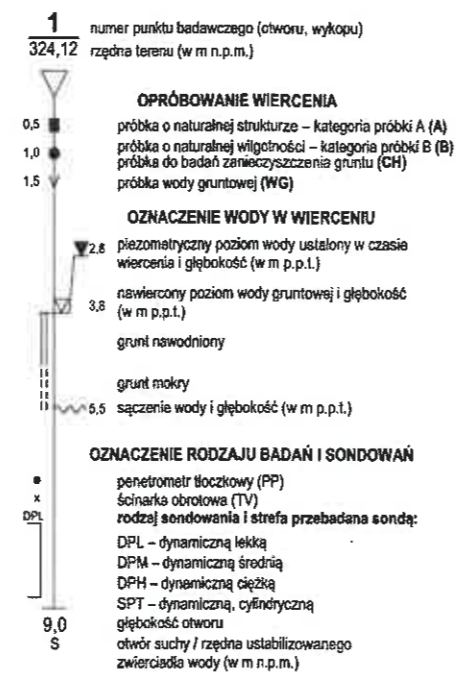 1 numer punktu badawczego (otworu, wykopu)
324,12 rzędna terenu (w m n.p.m.)
OPRÓBOWANIE WIERCENIA
0,5 próbka o naturalnej strukturze – kategoria próbki A (A)
1,0 próbka o naturalnej wilgotności – kategoria próbki B (B)
próbka do badań zanieczyszczenia gruntu (CH)
1,5 próbka wody gruntowej (WG)
OZNACZENIE WODY W WIERCENIU
2,8 piezometryczny poziom wody ustalony w czasie
wiercenia i głębokość (w m p.p.t.)
3,8 nawiercony poziom wody gruntowej i głębokość
(w m p.p.t.)
grunt nawodniony
grunt mokry
5,5 sączenie wody i głębokość (w m p.p.t.)
OZNACZENIE RODZAJU BADAŃ I SONDOWAŃ
penetrometr tłoczkowy (PP)
x ścinarka obrotowa (TV)
DPL rodzaj sondowania i strefa przebadana sondą:
DPL – dynamiczną lekką
DPM – dynamiczną średnią
DPH – dynamiczną ciężką
SPT – dynamiczną, cylindryczną
9,0 głębokość otworu
S otwór suchy / rzędna ustabilizowanego
zwierciadła wody (w m n.p.m.)